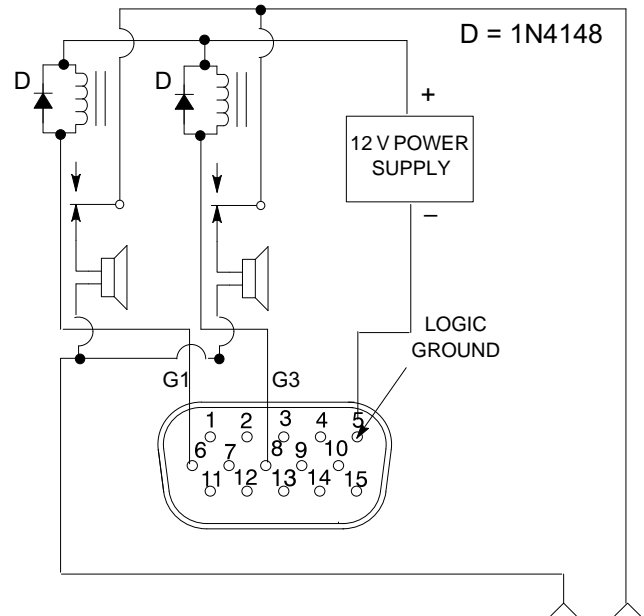 D = 1N4148
D
D
+
12 V POWER
SUPPLY
–
LOGIC
GROUND
G1
G3
1 2 3 4 5
6 7 8 9 10
11 12 13 14 15